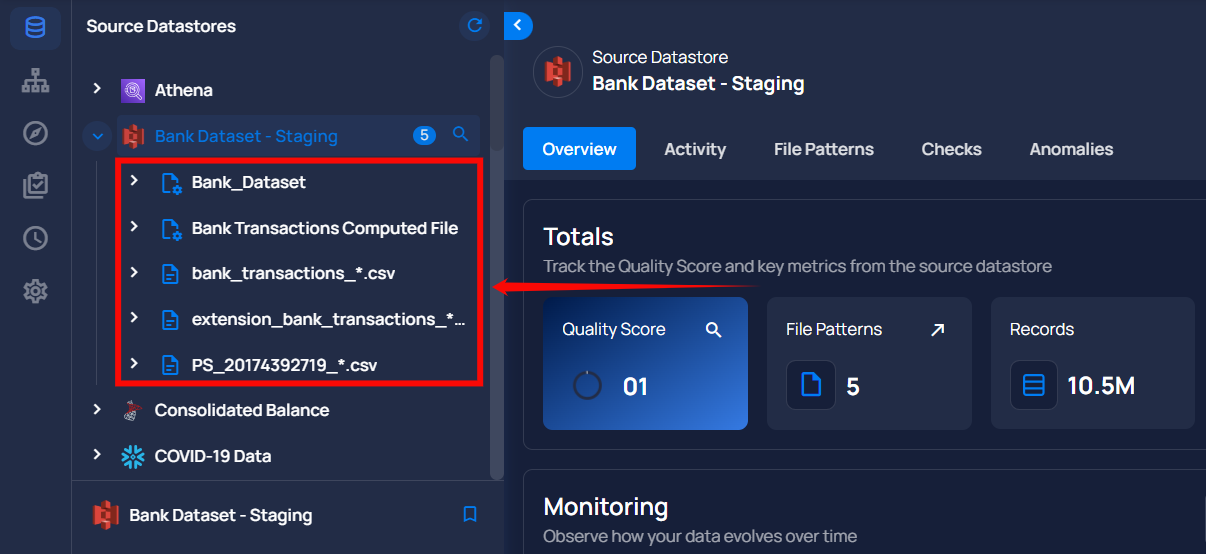 Source Datastores
Athena
Bank Dataset - Staging 5
Bank_Dataset
Bank Transactions Computed File
bank_transactions_*.csv
extension_bank_transactions_*...
PS_20174392719_*.csv
Consolidated Balance
COVID-19 Data
Bank Dataset - Staging
Source Datastore
Bank Dataset - Staging
Overview Activity File Patterns Checks Anomalies
Totals
Track the Quality Score and key metrics from the source datastore
Quality Score File Patterns Records
01 5 10.5M
Monitoring
Observe how your data evolves over time